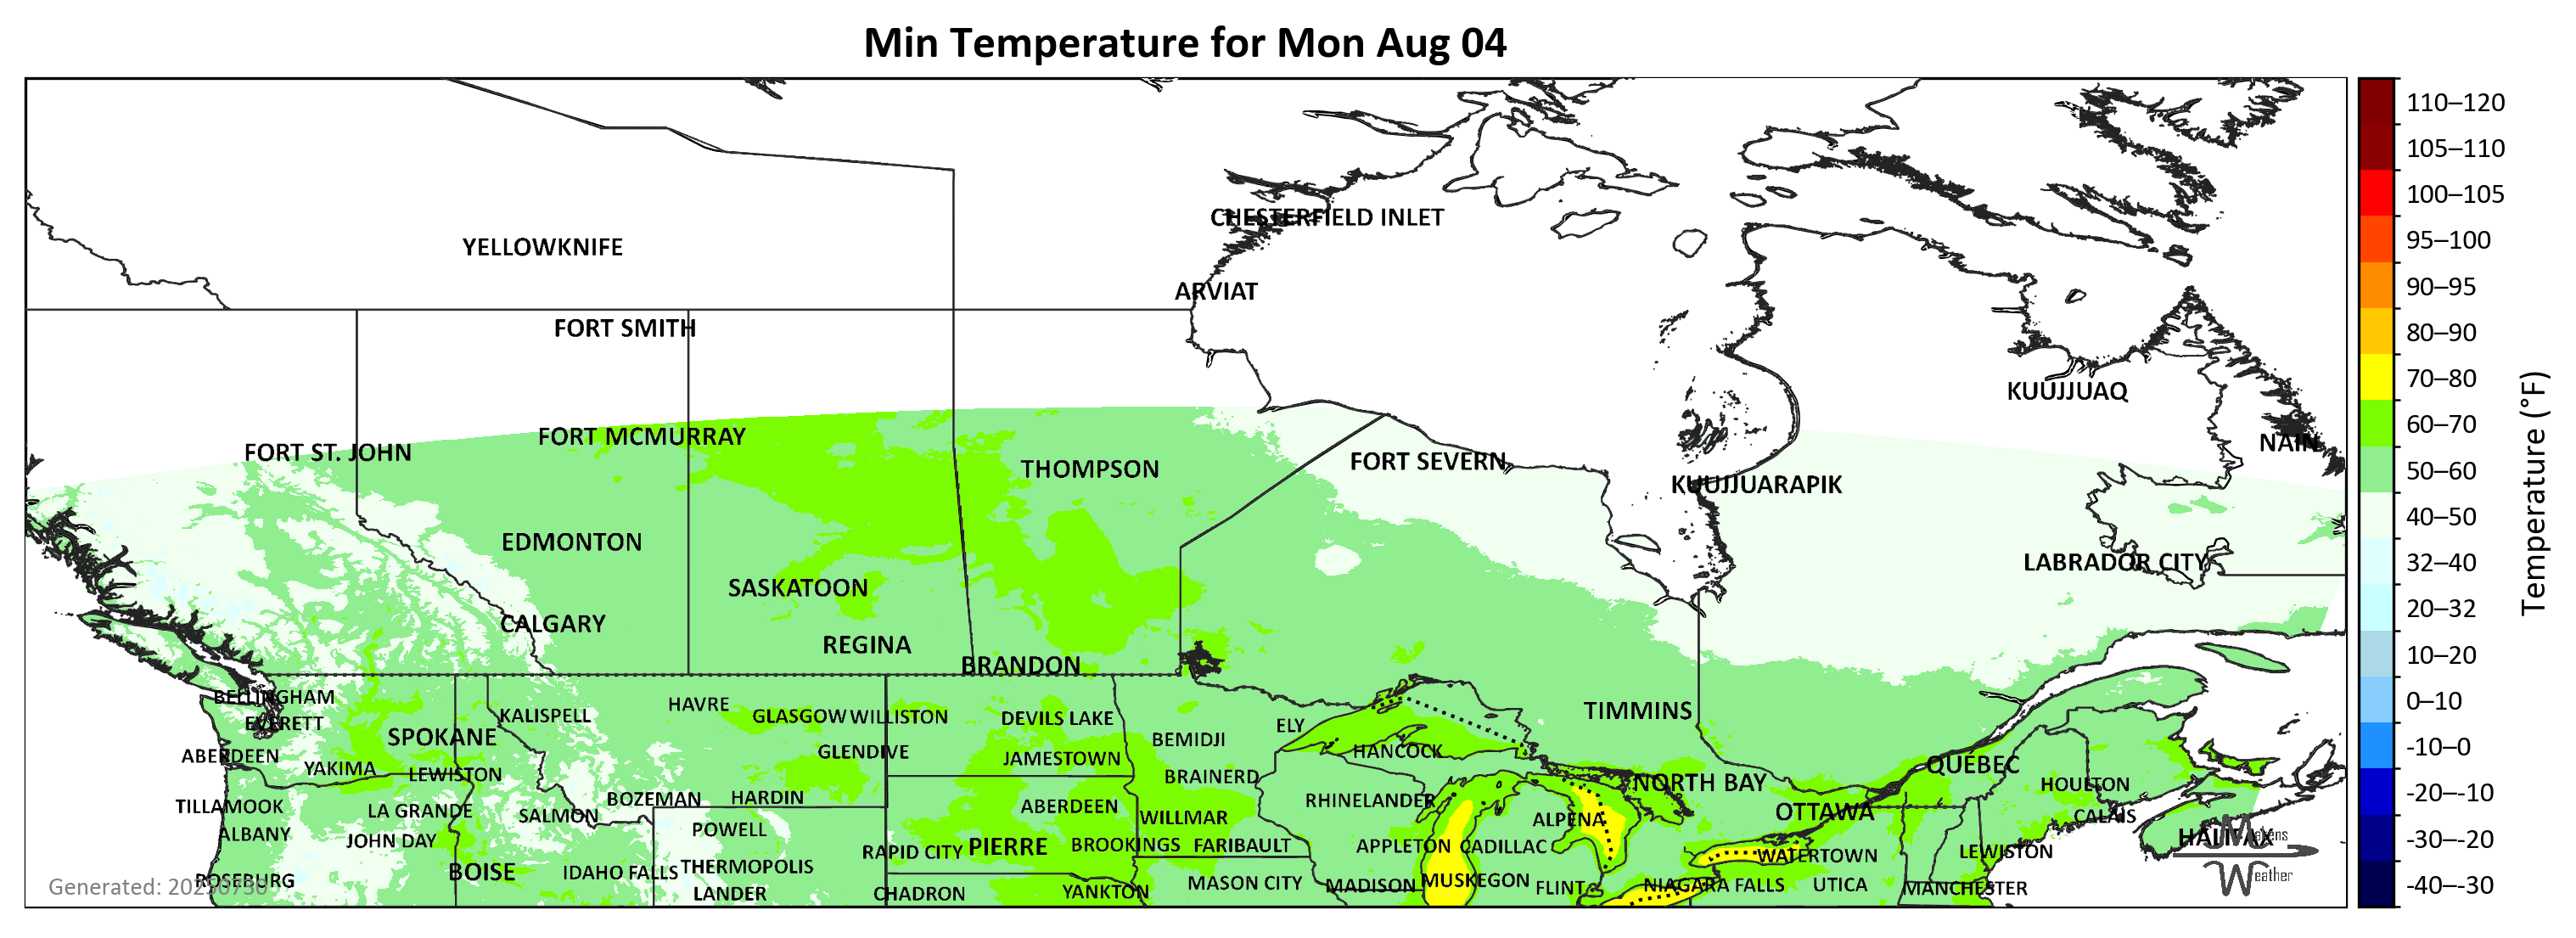 Min Temperature for Mon Aug 04
110–120
105–110
100–105
95–100
90–95
80–90
70–80
60–70
50–60
40–50
32–40
20–32
10–20
0–10
-10–0
-20–-10
-30–-20
-40–-30
Temperature (°F)
CHESTERFIELD INLET
YELLOWKNIFE
ARVIAT
FORT SMITH
KUUJJUAQ
FORT MCMURRAY
NAIN
FORT ST. JOHN
FORT SEVERN
THOMPSON
KUUJJUARAPIK
EDMONTON
LABRADOR CITY
SASKATOON
CALGARY
REGINA
BRANDON
BELLINGHAM
HAVRE
TIMMINS
KALISPELL
GLASGOW WILLISTON
DEVILS LAKE
EVERETT
ELY
SPOKANE
BEMIDJI
GLENDIVE
HANCOCK
ABERDEEN
JAMESTOWN
QUEBEC
YAKIMA
LEWISTON
BRAINERD
NORTH BAY
HOULTON
BOZEMAN
HARDIN
RHINELANDER
TILLAMOOK
ABERDEEN
LA GRANDE
OTTAWA
SALMON
WILLMAR
CALAIS
ALPENA
POWELL
ALBANY
HALIFAX
JOHN DAY
BROOKINGS
FARIBAULT
APPLETON
CADILLAC
PIERRE
RAPID CITY
LEWISTON
WATERTOWN
THERMOPOLIS
IDAHO FALLS
BOISE
ROSEBURG
MUSKEGON
MASON CITY
MADISON
NIAGARA FALLS
UTICA
FLINT
MANCHESTER
YANKTON
LANDER
CHADRON
Generated: 20250730
Makens
Weather